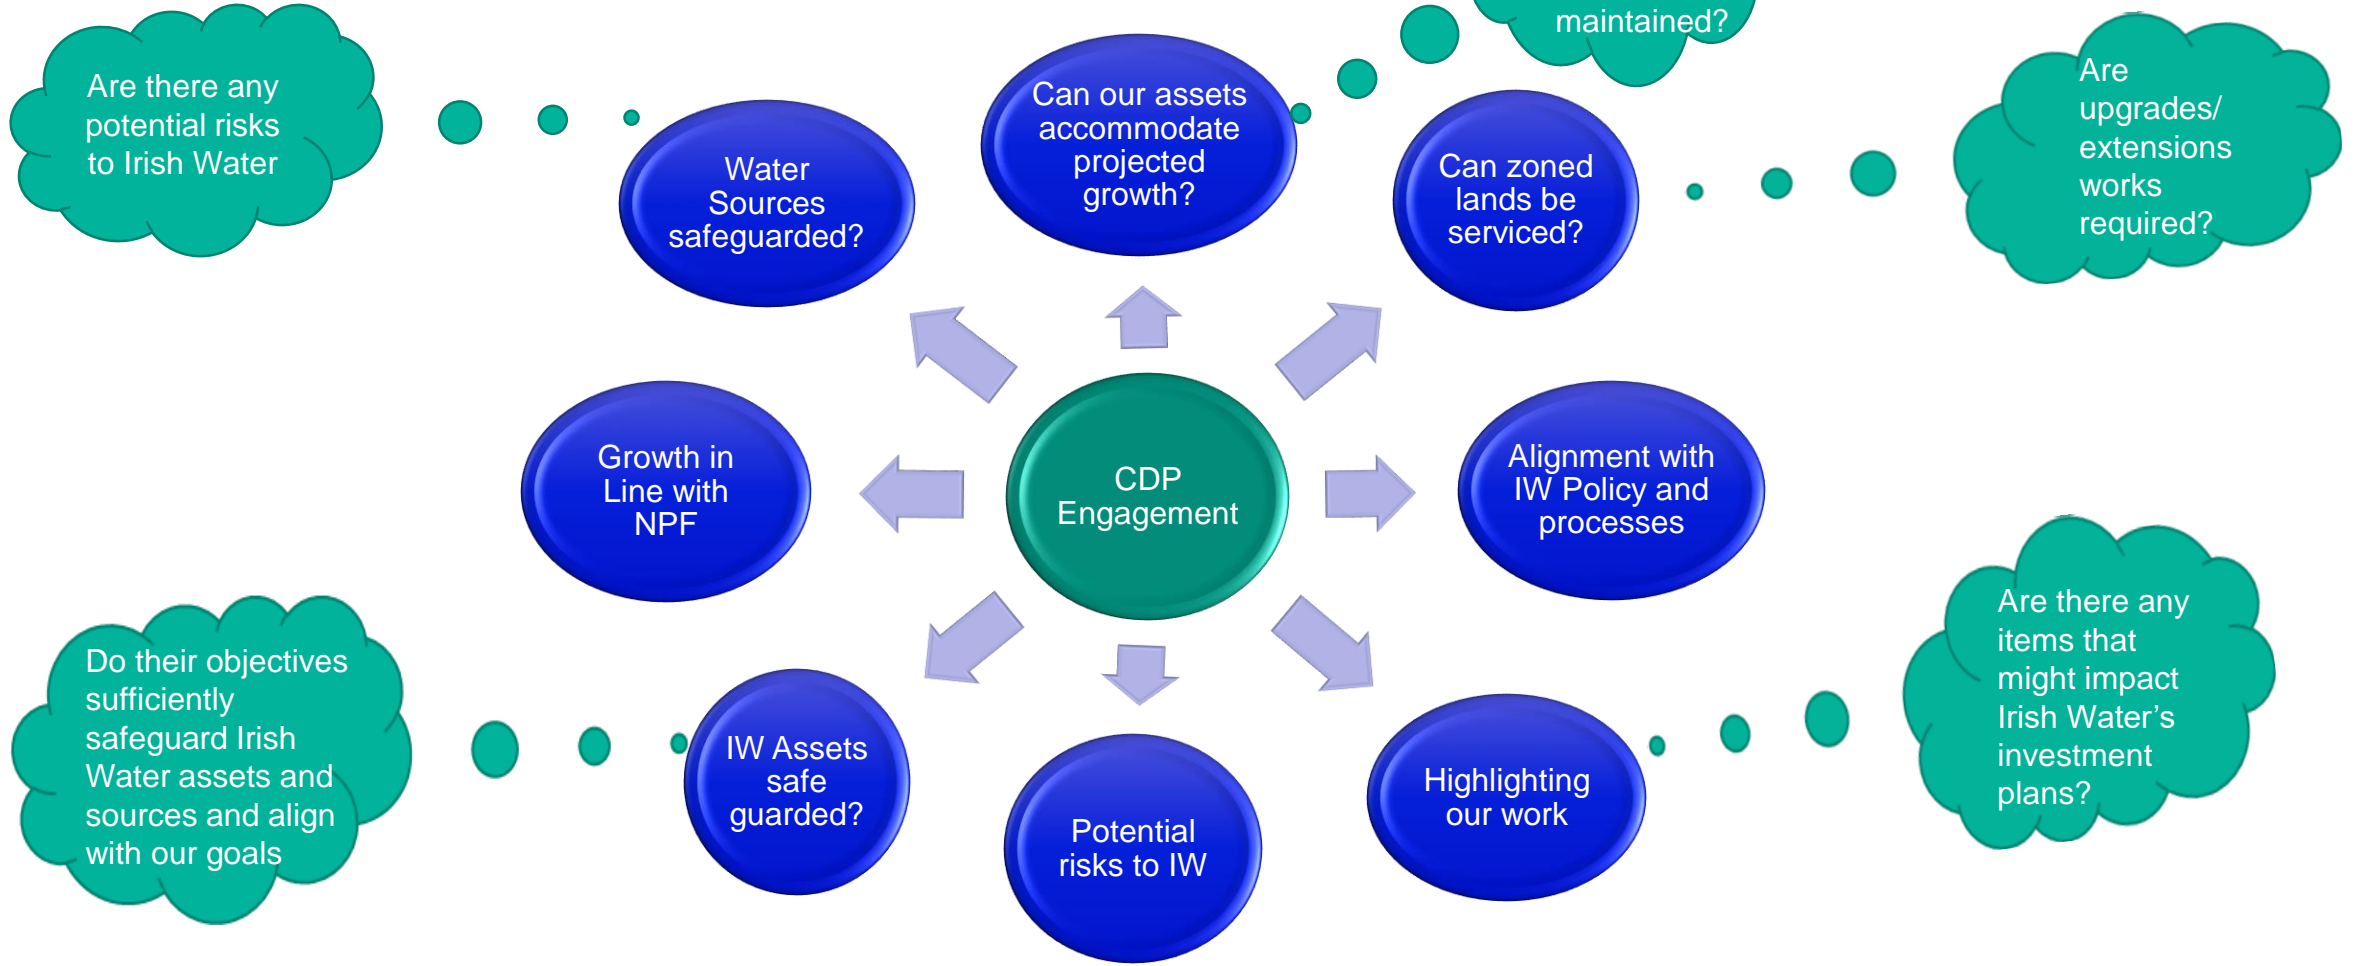 maintained?
Are there any
potential risks
to Irish Water
Water
Sources
safeguarded?
Can our assets
accommodate
projected
growth?
Can zoned
lands be
serviced?
Are
upgrades/
extensions
works
required?
Growth in
Line with
NPF
CDP
Engagement
Alignment with
IW Policy and
processes
Do their objectives
sufficiently
safeguard Irish
Water assets and
sources and align
with our goals
IW Assets
safe
guarded?
Potential
risks to IW
Highlighting
our work
Are there any
items that
might impact
Irish Water’s
investment
plans?